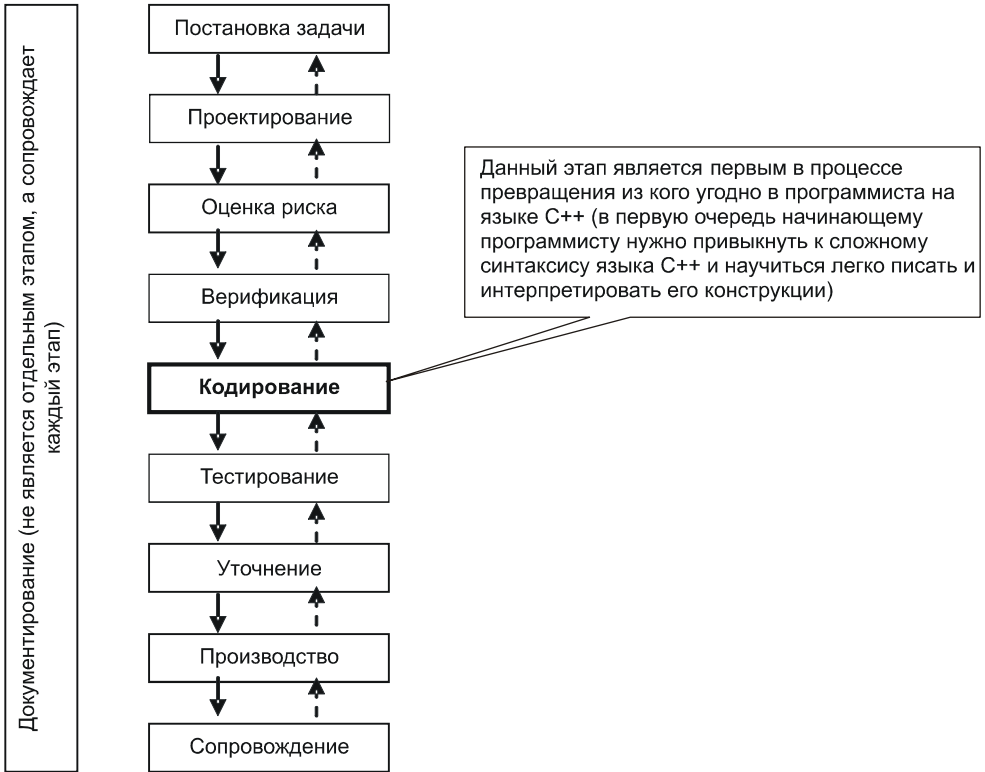 Документирование (не является отдельным этапом, а сопровождает
каждый этап)
Постановка задачи
Проектирование
Оценка риска
Верификация
Кодирование
Тестирование
Уточнение
Производство
Сопровождение
Данный этап является первым в процессе
превращения из кого угодно в программиста на
языке С++ (в первую очередь начинающему
программисту нужно привыкнуть к сложному
синтаксису языка С++ и научиться легко писать и
интерпретировать его конструкции)